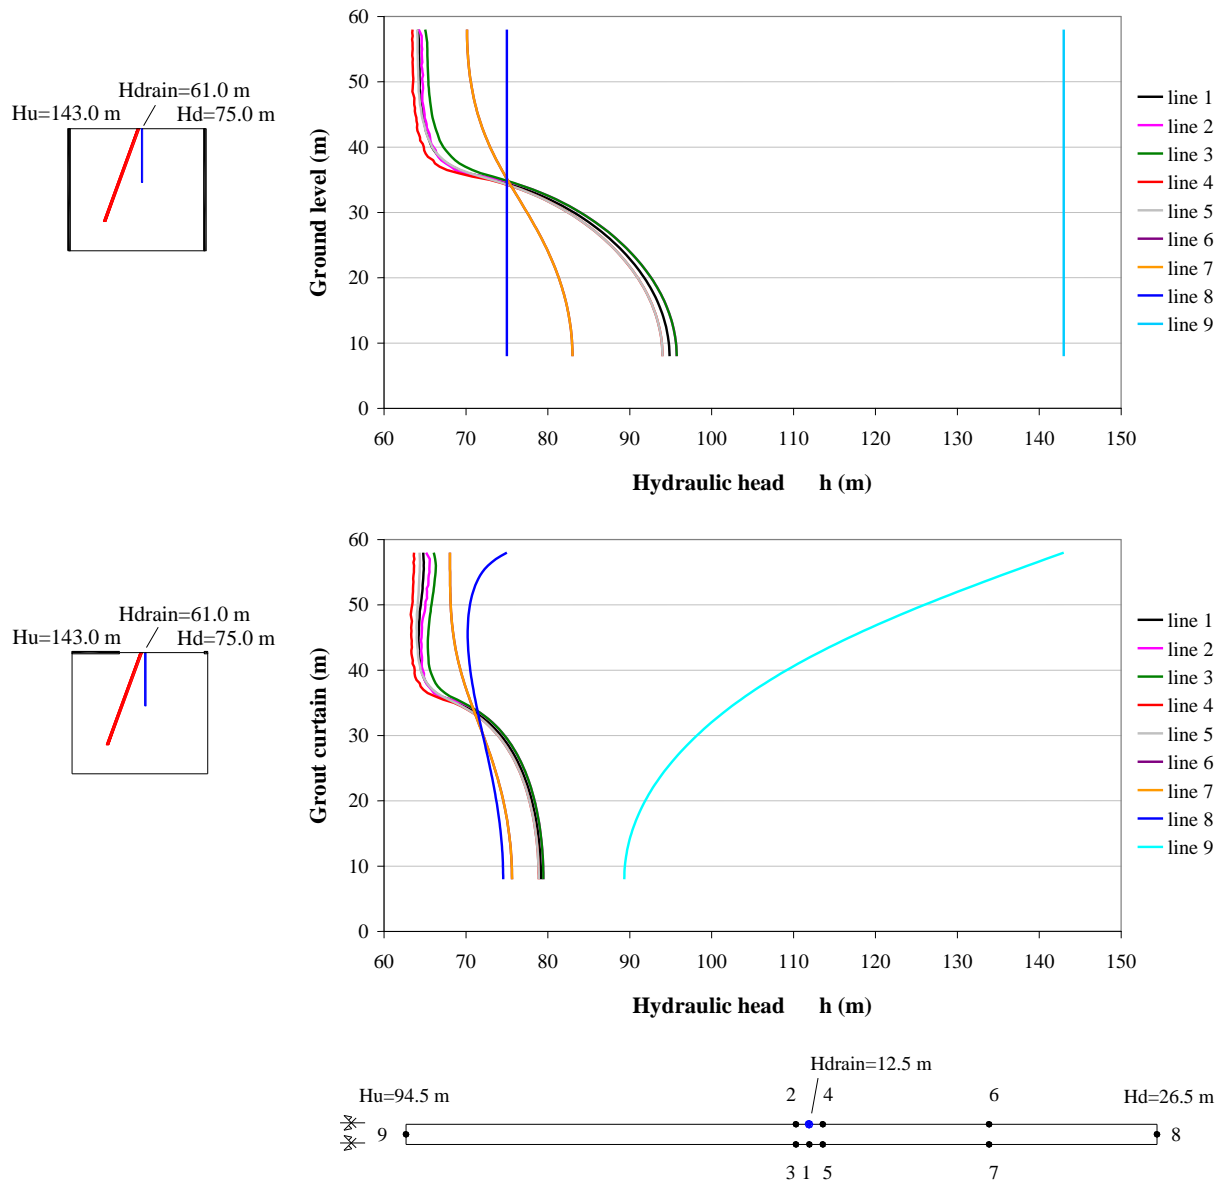 Hdrain=61.0 m
Hu=143.0 m
Hd=75.0 m
Ground level (m)
60
50
40
30
20
10
0
60 70 80 90 100 110 120 130 140 150
Hydraulic head h (m)
line 1
line 2
line 3
line 4
line 5
line 6
line 7
line 8
line 9
Hdrain=61.0 m
Hu=143.0 m
Hd=75.0 m
Grout curtain (m)
60
50
40
30
20
10
0
60 70 80 90 100 110 120 130 140 150
Hydraulic head h (m)
line 1
line 2
line 3
line 4
line 5
line 6
line 7
line 8
line 9
Hdrain=12.5 m
Hu=94.5 m
2 4 6
Hd=26.5 m
9 8
3 1 5 7